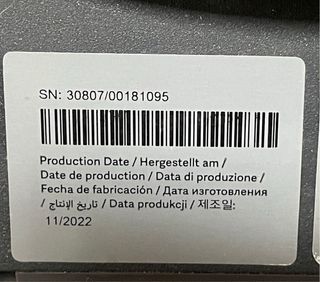 SN: 30807/00181095
Production Date / Hergestellt am /
Date de production / Data di produzione /
Fecha de fabricación / Дата изготовления
/ تاريخ الإنتاج / Data produkcji / 제조일:
11/2022